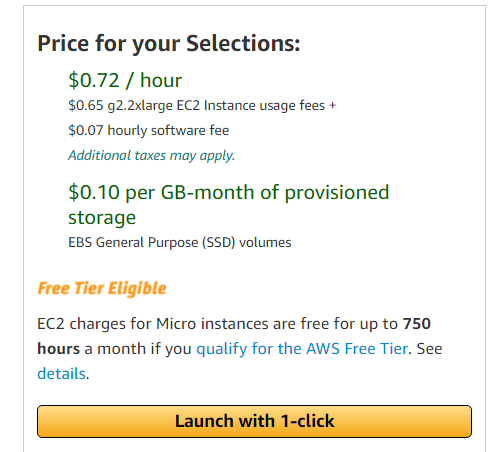 Price for your Selections:
$0.72 / hour
$0.65 g2.2xlarge EC2 Instance usage fees +
$0.07 hourly software fee
Additional taxes may apply.
$0.10 per GB-month of provisioned
storage
EBS General Purpose (SSD) volumes
Free Tier Eligible
EC2 charges for Micro instances are free for up to 750
hours a month if you qualify for the AWS Free Tier. See
details.
Launch with 1-click